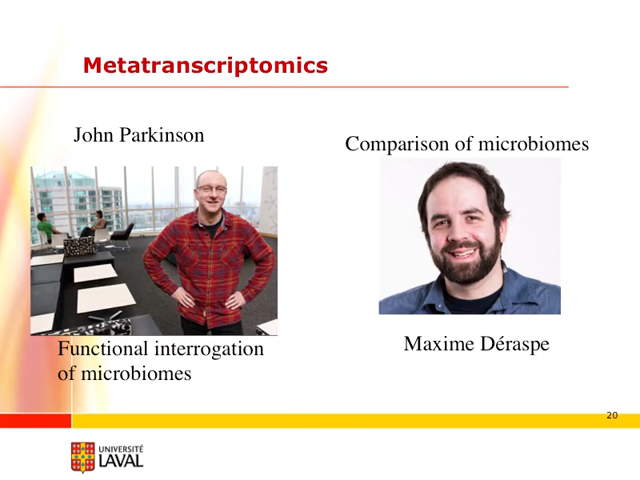 Metatranscriptomics
John Parkinson
Functional interrogation
of microbiomes
Comparison of microbiomes
Maxime Déraspe
20
UNIVERSITÉ
LAVAL